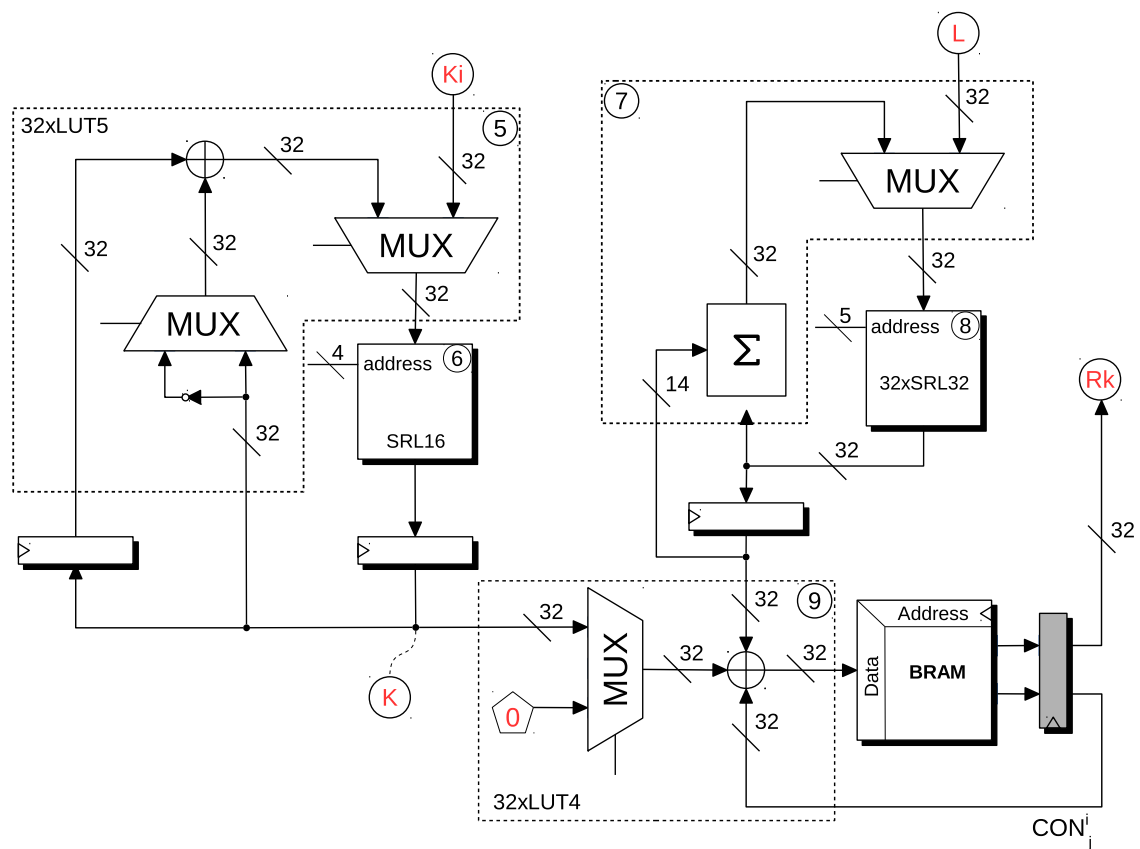 L
Ki
7
32
32xLUT5
5
32
32
MUX
32
32
32
MUX
32
32
32
MUX
5
address
8
MUX
4
address
6
Σ
Rk
14
32xSRL32
32
SRL16
32
32
32
9
32
Address
32
32
MUX
Data
BRAM
K
0
32
32xLUT4
CONⁱⱼ